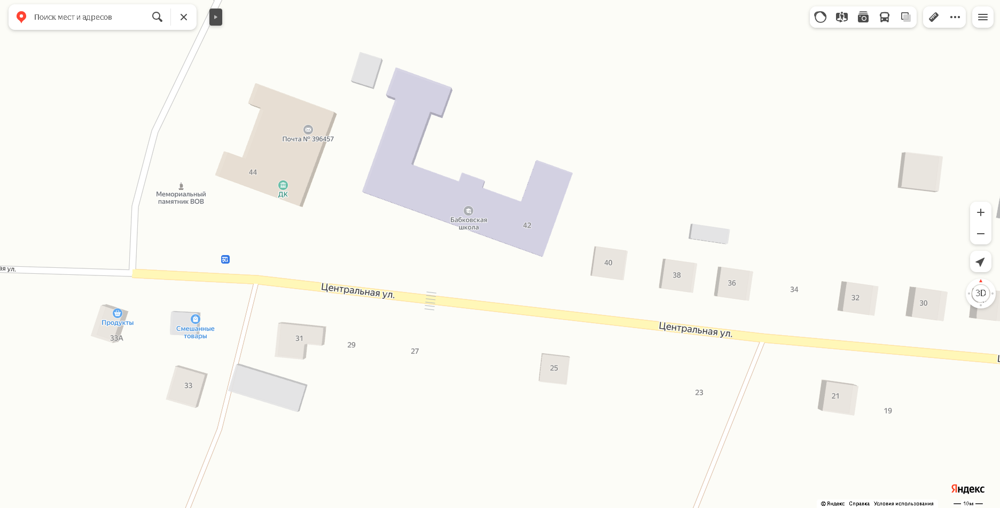 Поиск мест и адресов
Почта № 396457
44
ДК
Мемориальный
памятник ВОВ
Бабковская
школа
42
40
38
36
34
32
30
ая ул.
Центральная ул.
Центральная ул.
Продукты
33А
Смешанные
товары
31
29
27
25
33
23
21
19
3D
Яндекс
© Яндекс Справка Условия использования
10 м